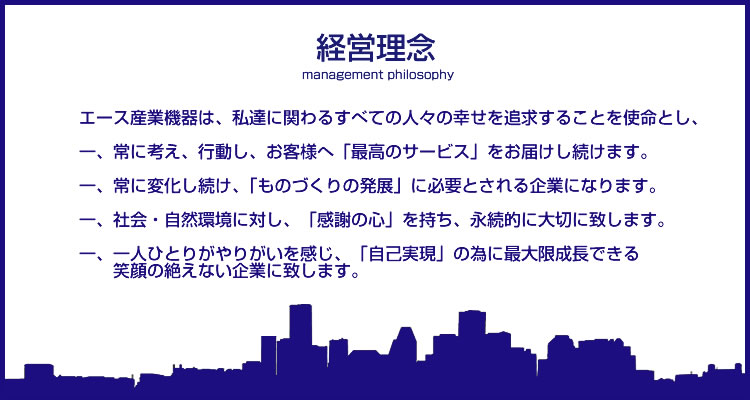 経営理念
management philosophy
エース産業機器は、私達に関わるすべての人々の幸せを追求することを使命とし、
一、常に考え、行動し、お客様へ「最高のサービス」をお届けし続けます。
一、常に変化し続け、「ものづくりの発展」に必要とされる企業になります。
一、社会・自然環境に対し、「感謝の心」を持ち、永続的に大切に致します。
一、一人ひとりがやりがいを感じ、「自己実現」の為に最大限成長できる
笑顔の絶えない企業に致します。